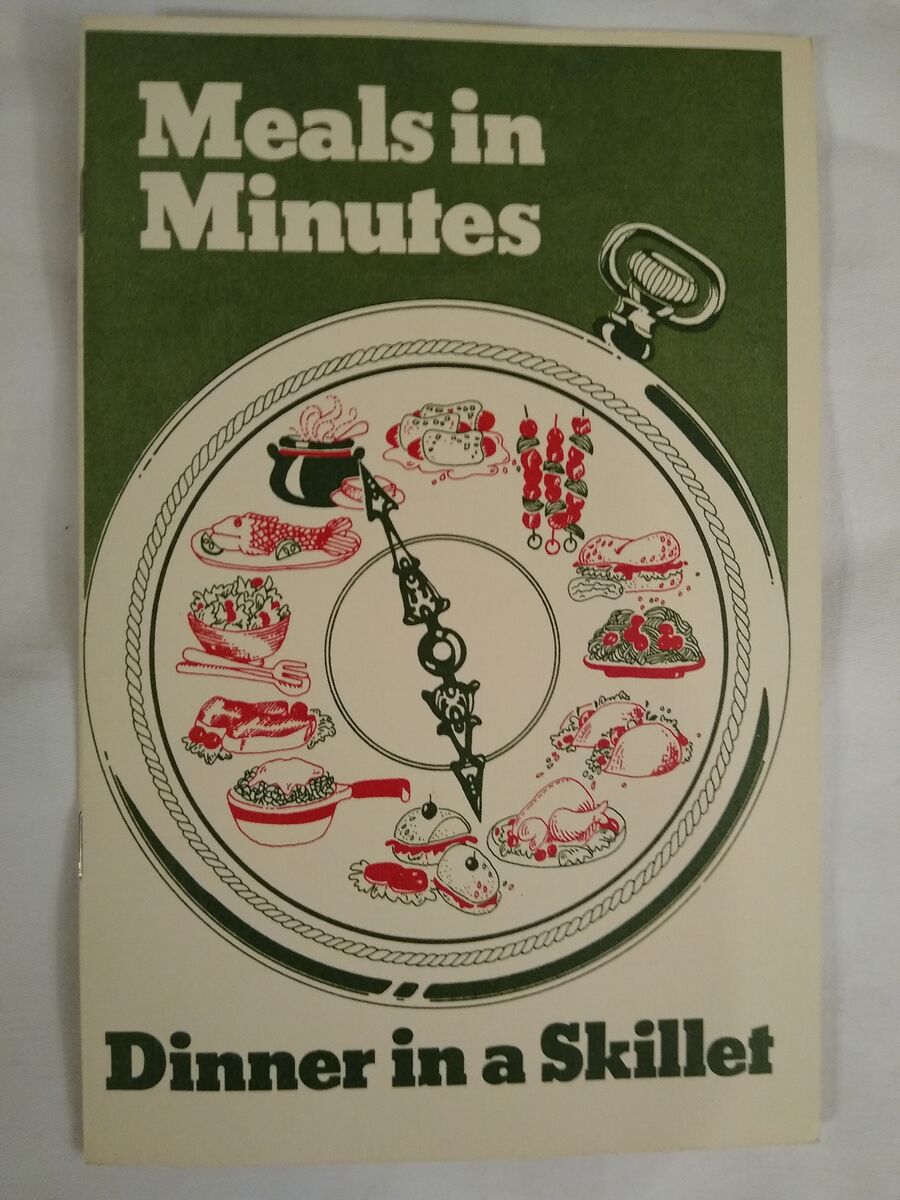 Meals in
Minutes
Dinner in a Skillet